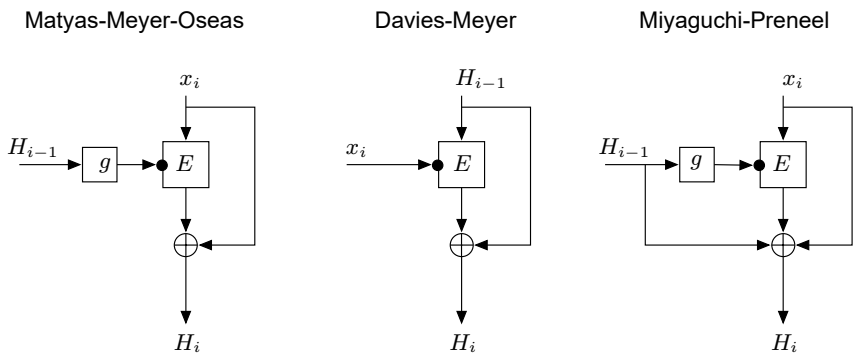 Matyas-Meyer-Oseas
x_i
H_{i-1}
g
E
H_i
Davies-Meyer
H_{i-1}
x_i
E
H_i
Miyaguchi-Preneel
x_i
H_{i-1}
g
E
H_i